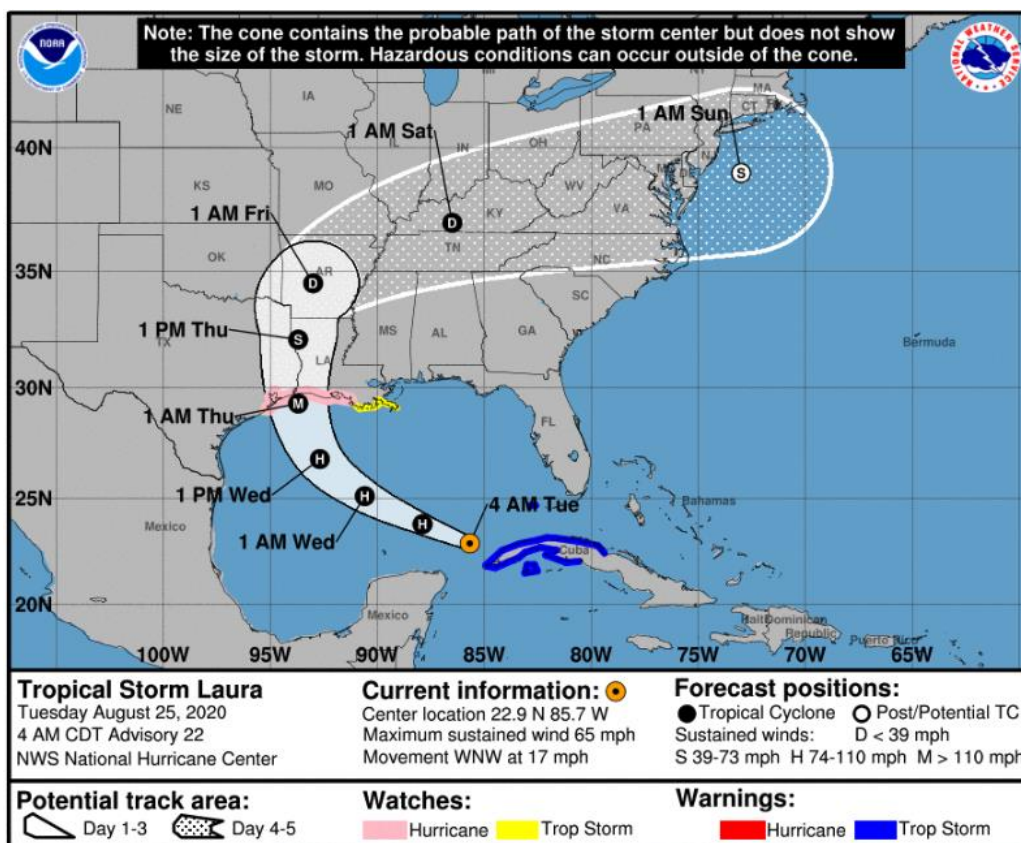 Note: The cone contains the probable path of the storm center but does not show
the size of the storm. Hazardous conditions can occur outside of the cone.
NOAA
NATIONAL WEATHER SERVICE
NE
IA
IL
IN
OH
PA
NY
MA
CT
RI
NJ
MD
DE
KS
MO
KY
WV
VA
OK
AR
TN
NC
SC
TX
LA
MS
AL
GA
FL
1 AM Sun
S
1 AM Sat
D
1 AM Fri
D
1 PM Thu
S
1 AM Thu
M
1 PM Wed
H
1 AM Wed
H
H
4 AM Tue
Bermuda
Bahamas
Mexico
Cuba
Mexico
Haiti
Dominican
Republic
Puerto Rico
40N
35N
30N
25N
20N
100W
95W
90W
85W
80W
75W
70W
65W
Tropical Storm Laura
Tuesday August 25, 2020
4 AM CDT Advisory 22
NWS National Hurricane Center
Current information:
Center location 22.9 N 85.7 W
Maximum sustained wind 65 mph
Movement WNW at 17 mph
Forecast positions:
Tropical Cyclone
Post/Potential TC
Sustained winds: D < 39 mph
S 39-73 mph H 74-110 mph M > 110 mph
Potential track area:
Day 1-3
Day 4-5
Watches:
Hurricane
Trop Storm
Warnings:
Hurricane
Trop Storm